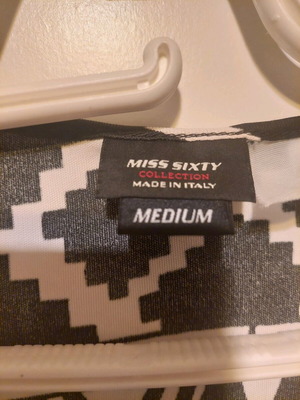 MISS SIXTY
COLLECTION
MADE IN ITALY
MEDIUM